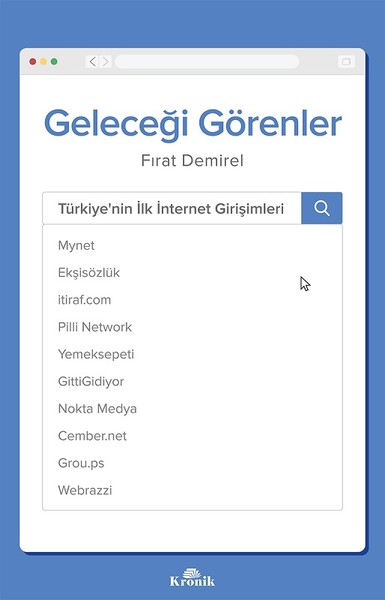 Geleceği Görenler
Fırat Demirel
Türkiye'nin İlk İnternet Girişimleri
Mynet
Ekşisözlük
itiraf.com
Pilli Network
Yemeksepeti
GittiGidiyor
Nokta Medya
Cember.net
Grou.ps
Webrazzi
Kronik